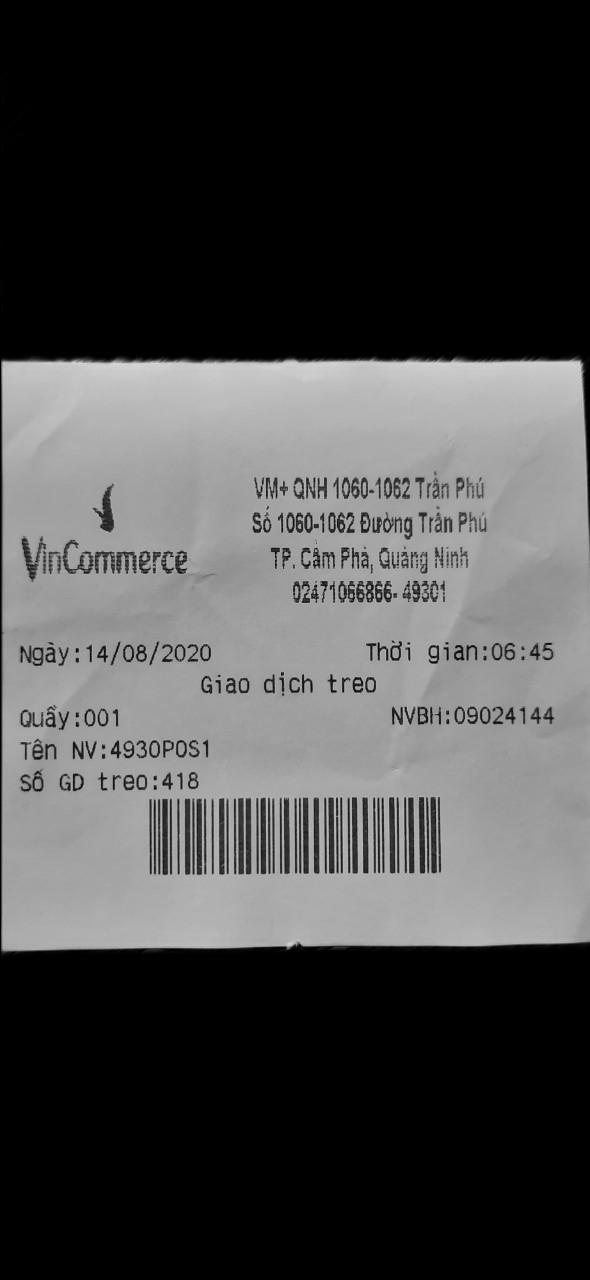 VinCommerce
VM+ QNH 1060-1062 Trần Phú
Số 1060-1062 Đường Trần Phú
TP. Cẩm Phả, Quảng Ninh
02471066866- 49301
Ngày:14/08/2020 Thời gian:06:45
Giao dịch treo
Quầy:001 NVBH:09024144
Tên NV:4930POS1
Số GD treo:418